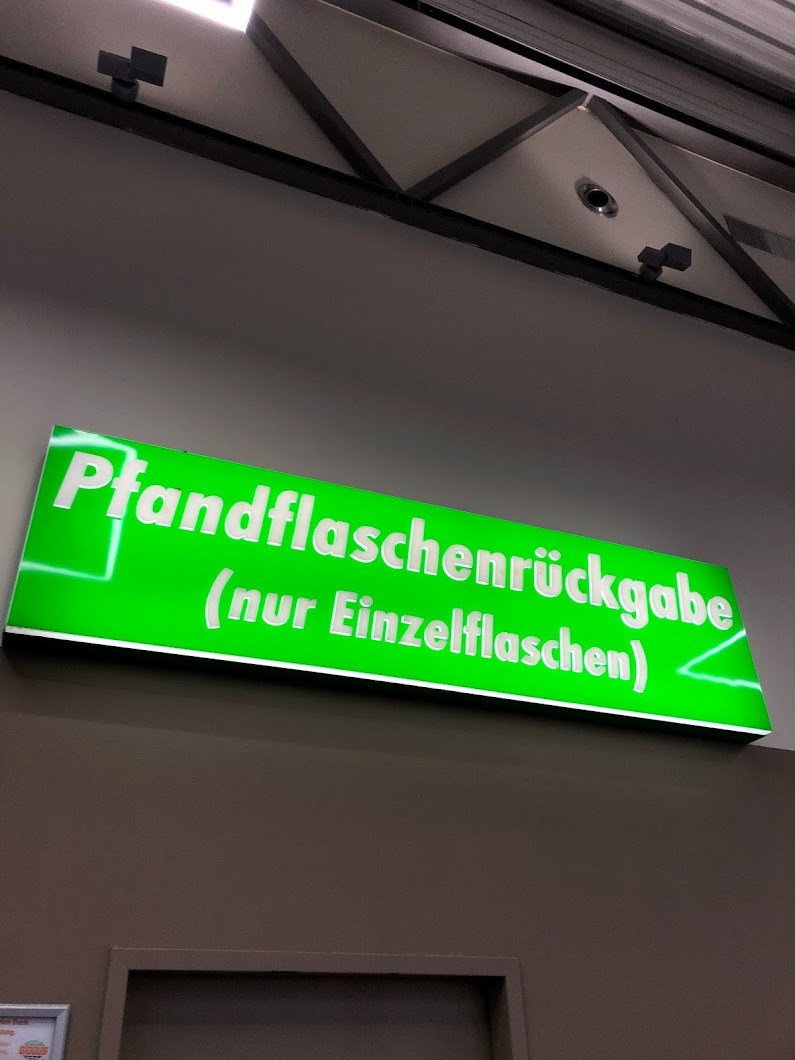 Pfandflaschenrückgabe
(nur Einzelflaschen)